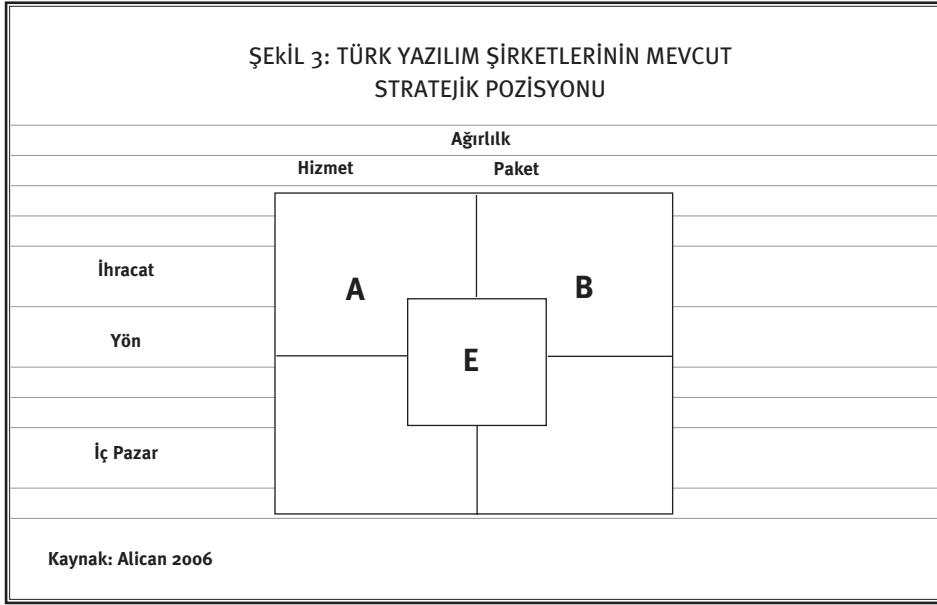 ŞEkİL 3: TÜRK YAZILIM ŞİRKETLERİNİN MEVCUT
STRATEJİK POZİSYONU
Ağırlılk
Hizmet Paket
İhracat
A B
Yön
E
İç Pazar
Kaynak: Alican 2006